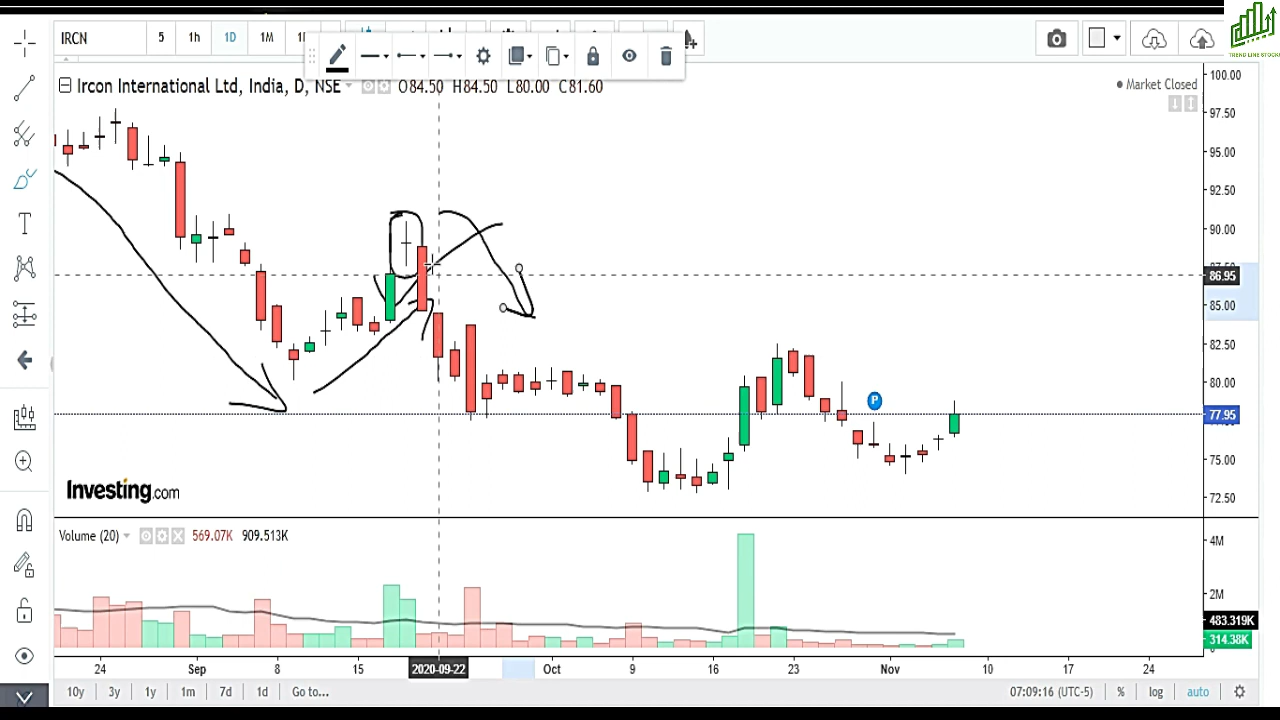 IRCN 5 1h 1D 1M
TREND LINE STOCKS
Ircon International Ltd, India, D, NSE O84.50 H84.50 L80.00 C81.60
Market Closed
100.00
97.50
95.00
92.50
90.00
86.95
85.00
82.50
80.00
77.95
75.00
72.50
P
Investing.com
Volume (20) 569.07K 909.513K
4M
2M
483.319K
314.38K
24 Sep 8 15 2020-09-22 Oct 9 16 23 Nov 10 17 24
10y 3y 1y 1m 7d 1d Go to... 07:09:16 (UTC-5) % log auto